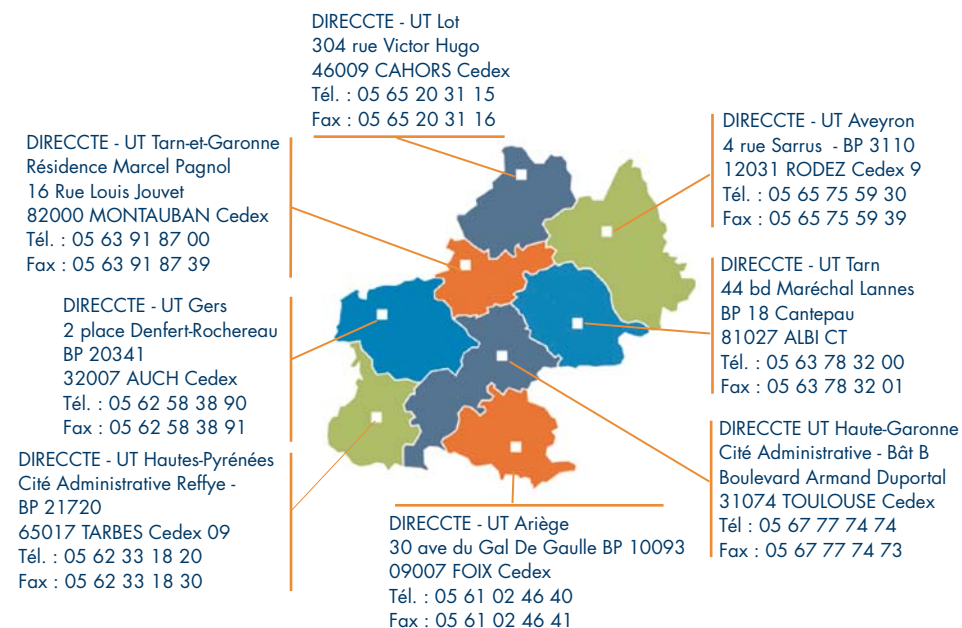 DIRECCTE - UT Lot
304 rue Victor Hugo
46009 CAHORS Cedex
Tél. : 05 65 20 31 15
Fax : 05 65 20 31 16
DIRECCTE - UT Tarn-et-Garonne
Résidence Marcel Pagnol
16 Rue Louis Jouvet
82000 MONTAUBAN Cedex
Tél. : 05 63 91 87 00
Fax : 05 63 91 87 39
DIRECCTE - UT Aveyron
4 rue Sarrus - BP 3110
12031 RODEZ Cedex 9
Tél. : 05 65 75 59 30
Fax : 05 65 75 59 39
DIRECCTE - UT Gers
2 place Denfert-Rochereau
BP 20341
32007 AUCH Cedex
Tél. : 05 62 58 38 90
Fax : 05 62 58 38 91
DIRECCTE - UT Tarn
44 bd Maréchal Lannes
BP 18 Cantepau
81027 ALBI CT
Tél. : 05 63 78 32 00
Fax : 05 63 78 32 01
DIRECCTE - UT Hautes-Pyrénées
Cité Administrative Reffye -
BP 21720
65017 TARBES Cedex 09
Tél. : 05 62 33 18 20
Fax : 05 62 33 18 30
DIRECCTE UT Haute-Garonne
Cité Administrative - Bât B
Boulevard Armand Duportal
31074 TOULOUSE Cedex
Tél : 05 67 77 74 74
Fax : 05 67 77 74 73
DIRECCTE - UT Ariège
30 ave du Gal De Gaulle BP 10093
09007 FOIX Cedex
Tél. : 05 61 02 46 40
Fax : 05 61 02 46 41